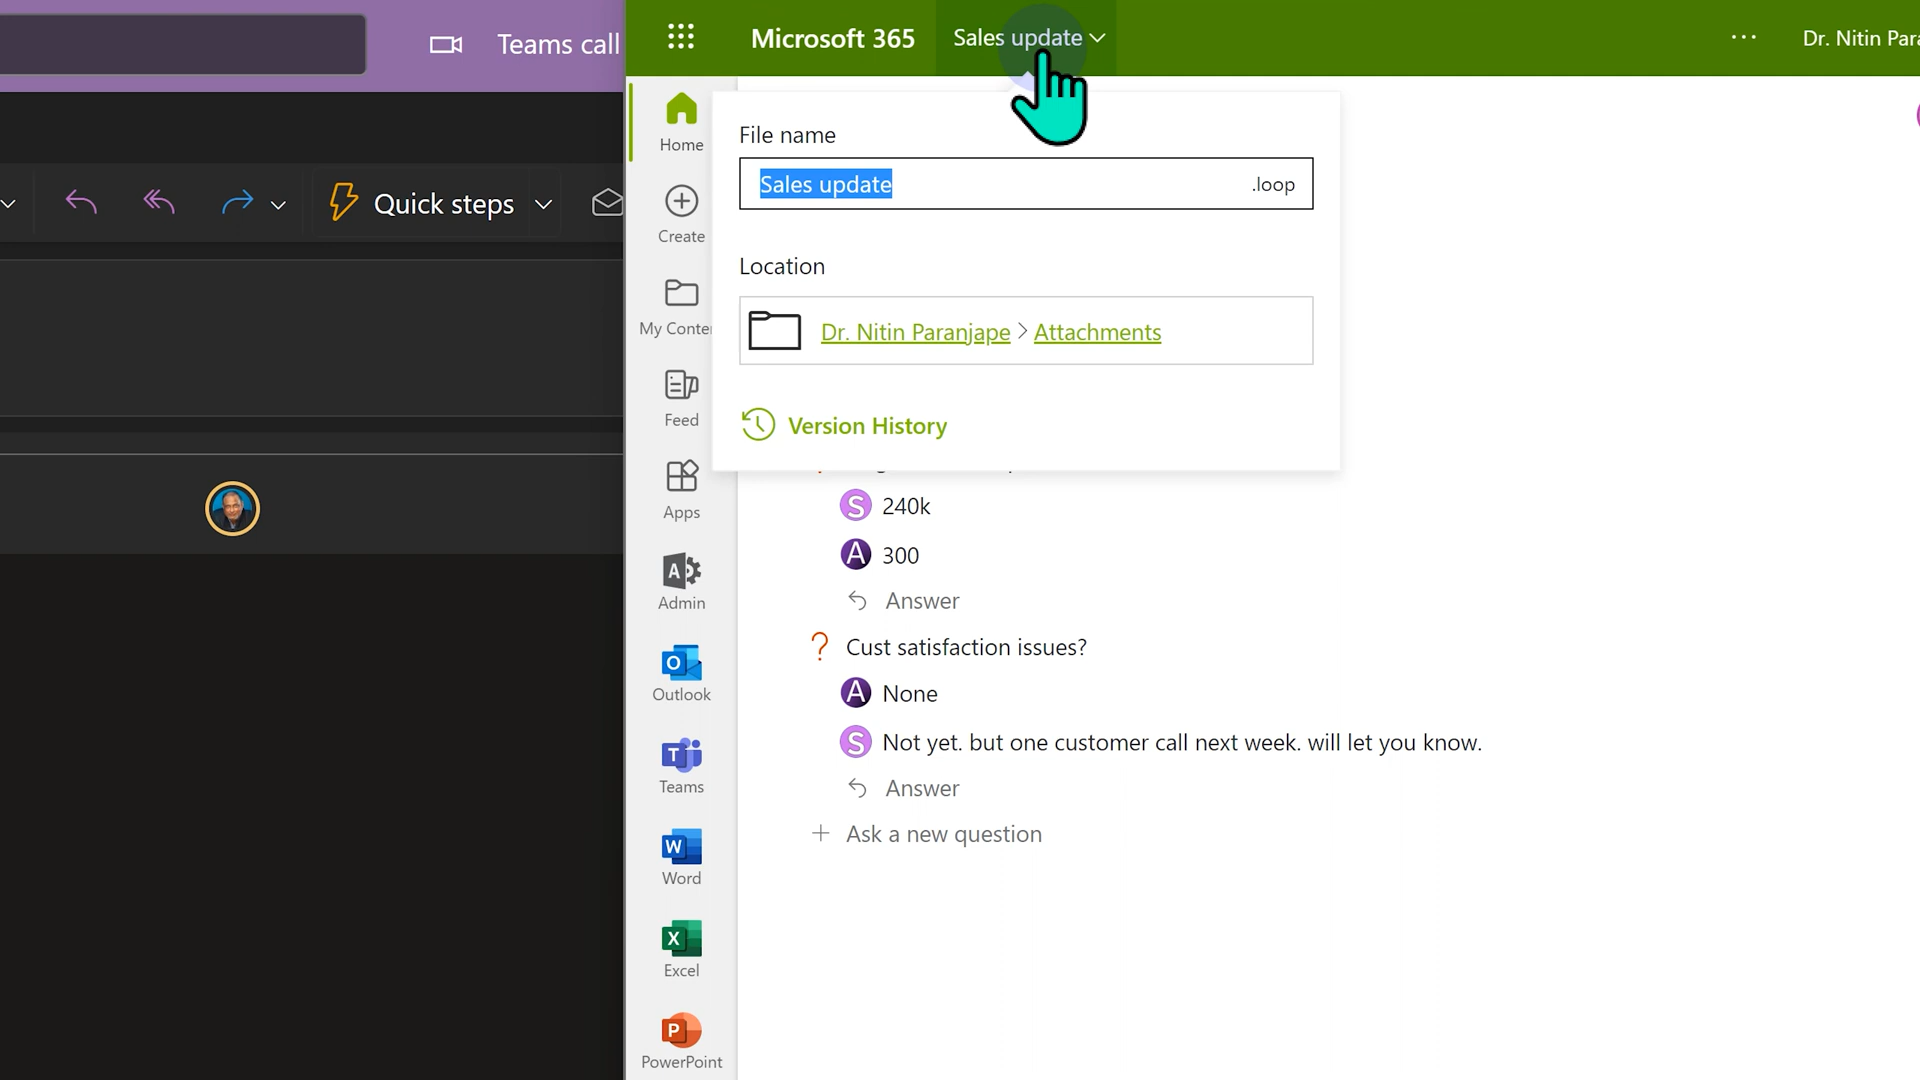 Teams call
Microsoft 365
Sales update
Dr. Nitin Para
Quick steps
Home
Create
My Conte
Feed
Apps
Admin
Outlook
Teams
Word
Excel
PowerPoint
File name
Sales update
.loop
Location
Dr. Nitin Paranjape > Attachments
Version History
S 240k
A 300
Answer
? Cust satisfaction issues?
A None
S Not yet. but one customer call next week. will let you know.
Answer
+ Ask a new question